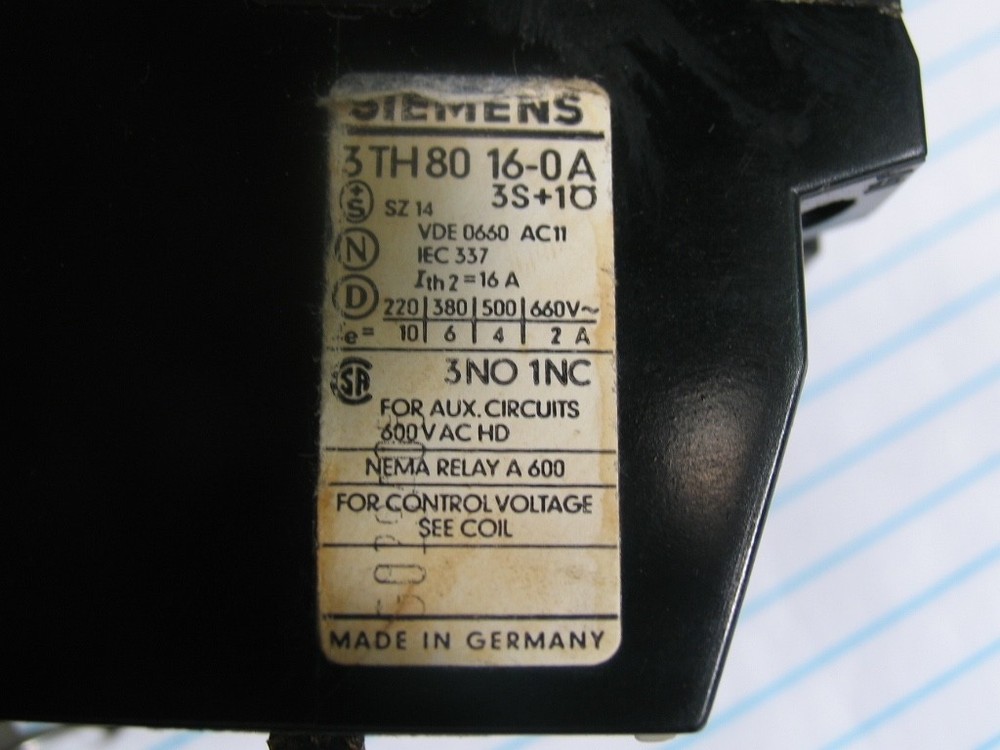 SIEMENS
3TH80 16-0A
3S+1Ö
+S
SZ 14
VDE 0660 AC11
N
IEC 337
Ith2=16 A
D
220 | 380 | 500 | 660V~
e= 10 | 6 | 4 | 2 A
SA
3NO 1NC
FOR AUX. CIRCUITS
600V AC HD
NEMA RELAY A 600
FOR CONTROL VOLTAGE
SEE COIL
MADE IN GERMANY